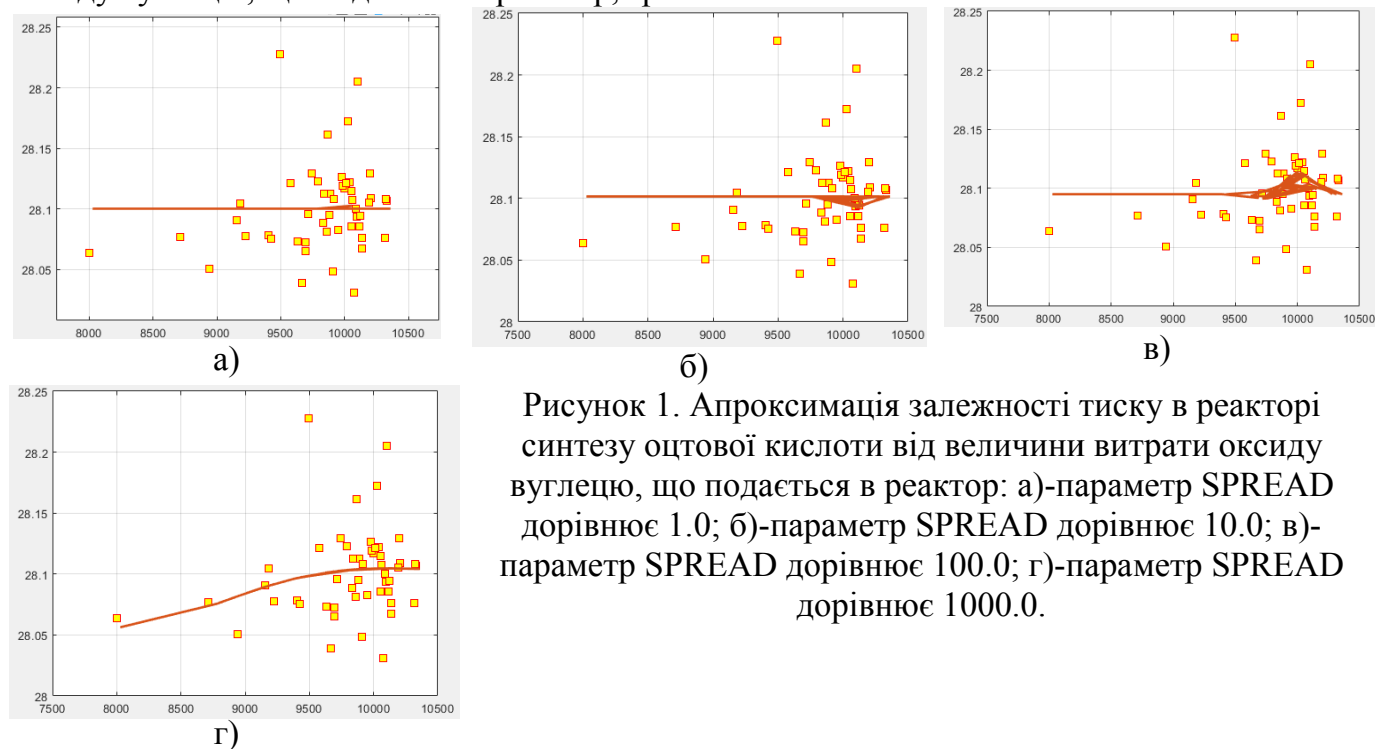 28.25
28.2
28.15
28.1
28.05
8000 8500 9000 9500 10000 10500
а)
28.25
28.2
28.15
28.1
28.05
28
7500 8000 8500 9000 9500 10000 10500
б)
28.25
28.2
28.15
28.1
28.05
28
7500 8000 8500 9000 9500 10000 10500
в)
28.25
28.2
28.15
28.1
28.05
28
7500 8000 8500 9000 9500 10000 10500
г)
Рисунок 1. Апроксимація залежності тиску в реакторі
синтезу оцтової кислоти від величини витрати оксиду
вуглецю, що подається в реактор: а)-параметр SPREAD
дорівнює 1.0; б)-параметр SPREAD дорівнює 10.0; в)-
параметр SPREAD дорівнює 100.0; г)-параметр SPREAD
дорівнює 1000.0.